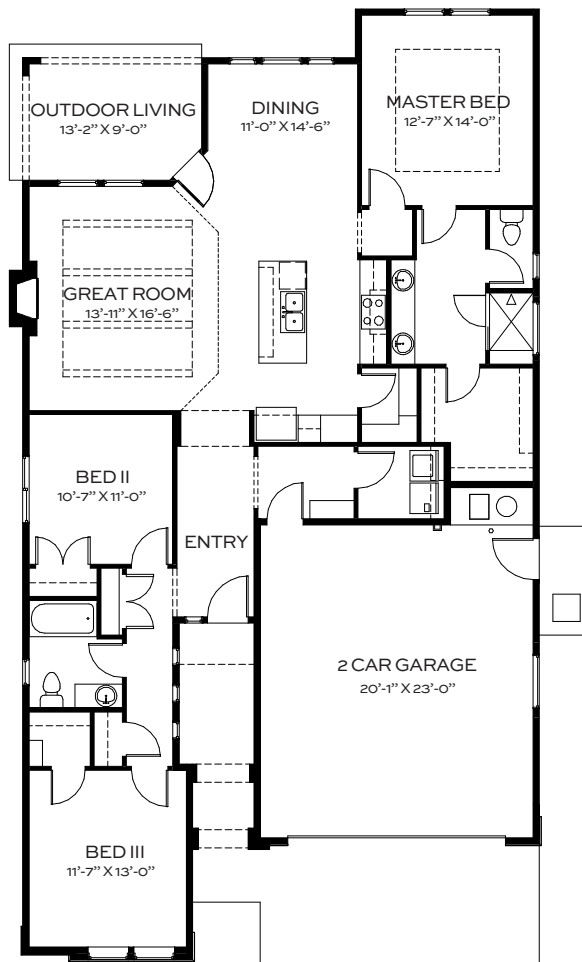 OUTDOOR LIVING
13'-2" X 9'-0"
DINING
11'-0" X 14'-6"
MASTER BED
12'-7" X 14'-0"
GREAT ROOM
13'-11" X 16'-6"
BED II
10'-7" X 11'-0"
ENTRY
2 CAR GARAGE
20'-1" X 23'-0"
BED III
11'-7" X 13'-0"